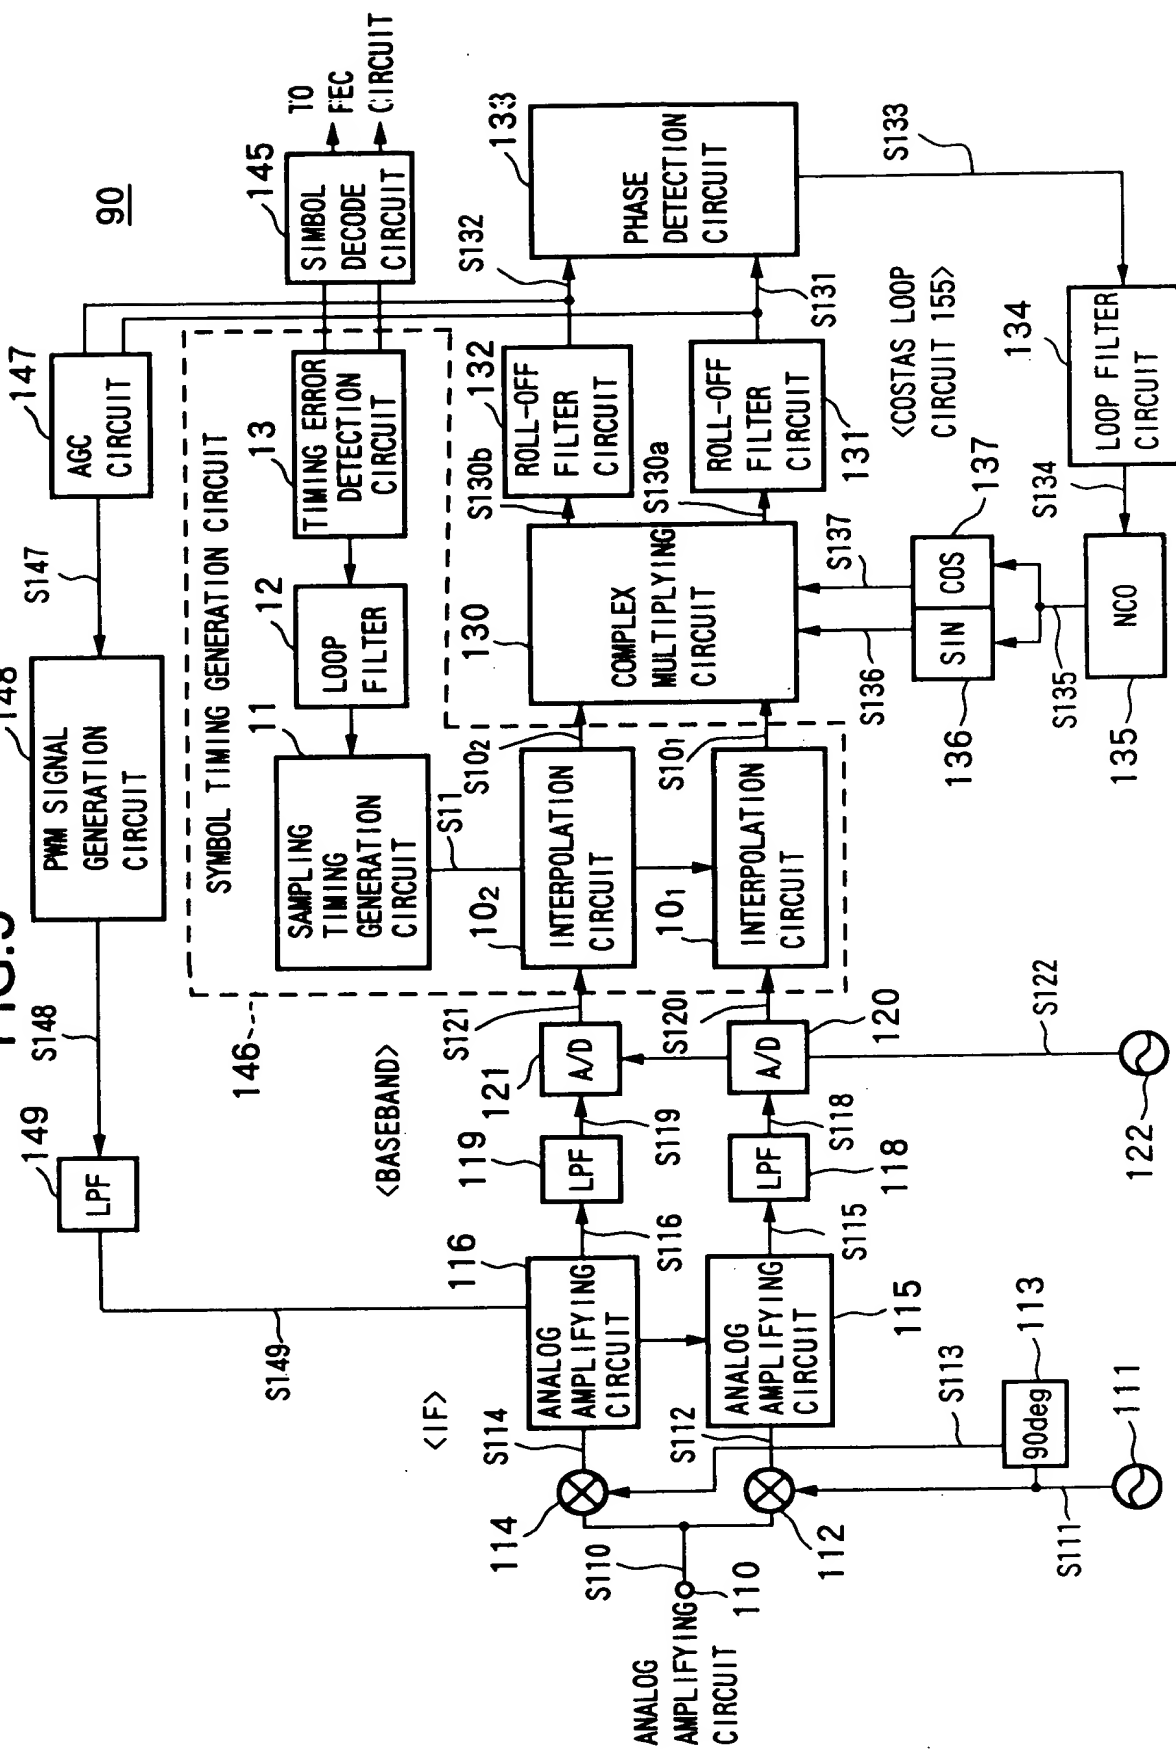 90
148
PWM SIGNAL
GENERATION
CIRCUIT
S148
149
LPF
S149
S147
147
AGC
CIRCUIT
145
SIMBOL
DECODE
CIRCUIT
TO
FEC
CIRCUIT
SYMBOL TIMING GENERATION CIRCUIT
146
11
SAMPLING
TIMING
GENERATION
CIRCUIT
S11
12
LOOP
FILTER
13
TIMING ERROR
DETECTION
CIRCUIT
<IF>
<BASEBAND>
ANALOG
AMPLIFYING
CIRCUIT
110
S110
114
S114
112
S112
116
ANALOG
AMPLIFYING
CIRCUIT
S116
115
ANALOG
AMPLIFYING
CIRCUIT
S115
119
LPF
S119
118
LPF
S118
121
A/D
S121
120
A/D
S120
122
S122
111
S111
113
90deg
S113
102
INTERPOLATION
CIRCUIT
S102
101
INTERPOLATION
CIRCUIT
S101
130
COMPLEX
MULTIPLYING
CIRCUIT
S130b
S130a
132
ROLL-OFF
FILTER
CIRCUIT
S132
131
ROLL-OFF
FILTER
CIRCUIT
S131
133
PHASE
DETECTION
CIRCUIT
S133
<COSTAS LOOP
CIRCUIT 155>
134
LOOP FILTER
CIRCUIT
S134
135
NCO
S135
136
SIN
S136
137
COS
S137